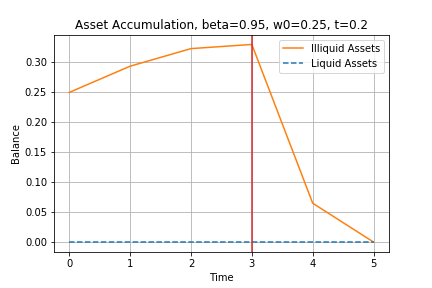 Asset Accumulation, beta=0.95, w0=0.25, t=0.2
Illiquid Assets
Liquid Assets
Balance
0.30
0.25
0.20
0.15
0.10
0.05
0.00
0 1 2 3 4 5
Time